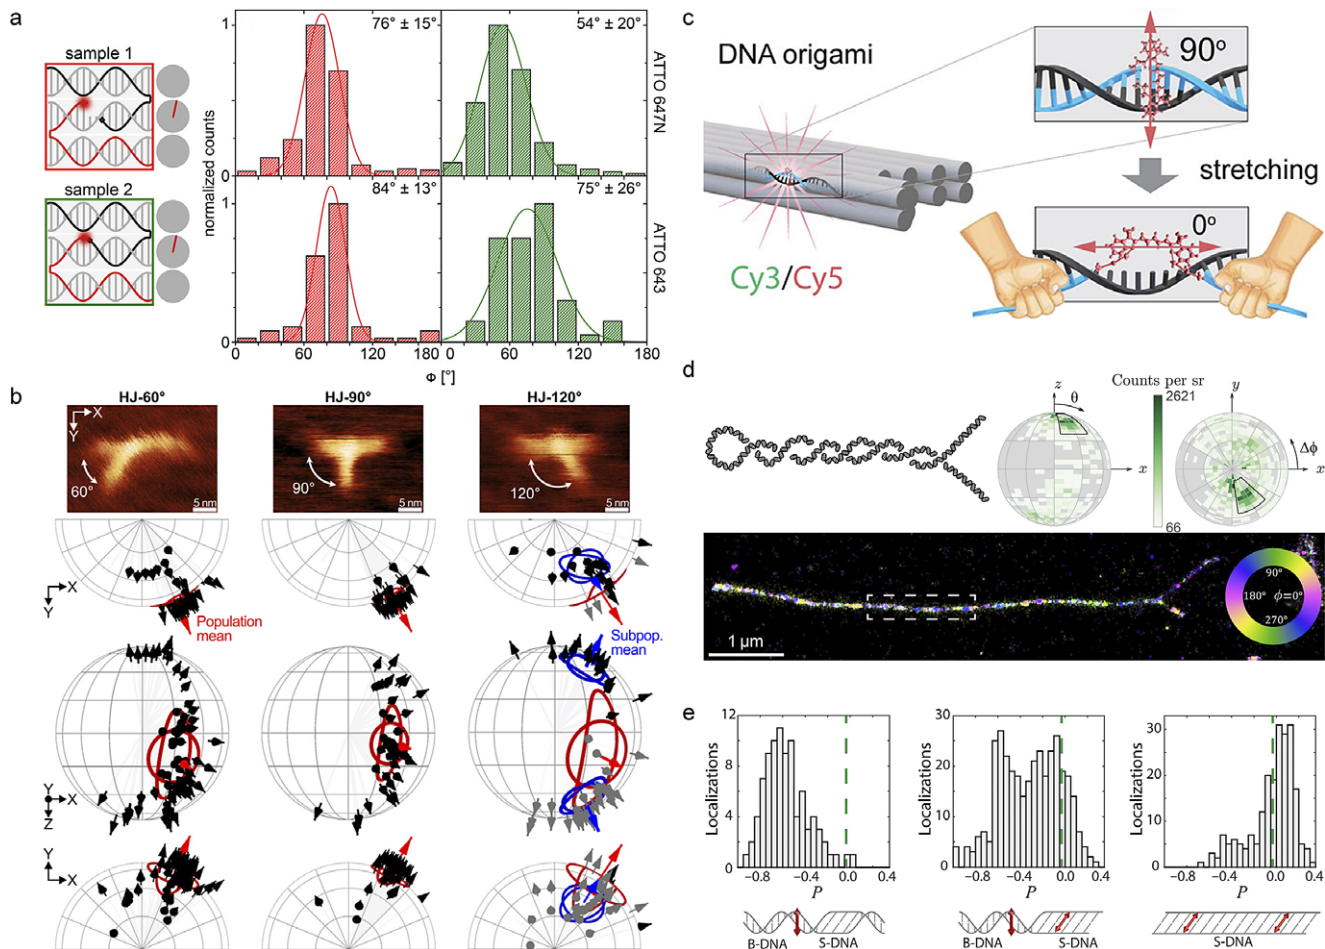 a
sample 1
sample 2
normalized counts
1
0
1
0
76° ± 15°
54° ± 20°
84° ± 13°
75° ± 26°
ATTO 647N
ATTO 643
0 60 120 180 0 60 120 180
Φ [°]
c
DNA origami
90°
stretching
0°
Cy3/Cy5
b
HJ-60°
HJ-90°
HJ-120°
X
Y
60°
5 nm
90°
5 nm
120°
5 nm
X
Y
Population
mean
Subpop.
mean
Y
X
Z
Y
X
d
z
θ
x
Counts per sr
2621
66
y
Δϕ
x
90°
180° ϕ=0°
270°
1 µm
e
Localizations
12
8
4
0
−0.8 −0.4 0.0 0.4
P
B-DNA S-DNA
Localizations
30
20
10
0
−0.8 −0.4 0.0 0.4
P
B-DNA S-DNA
Localizations
30
20
10
0
−0.8 −0.4 0.0 0.4
P
S-DNA